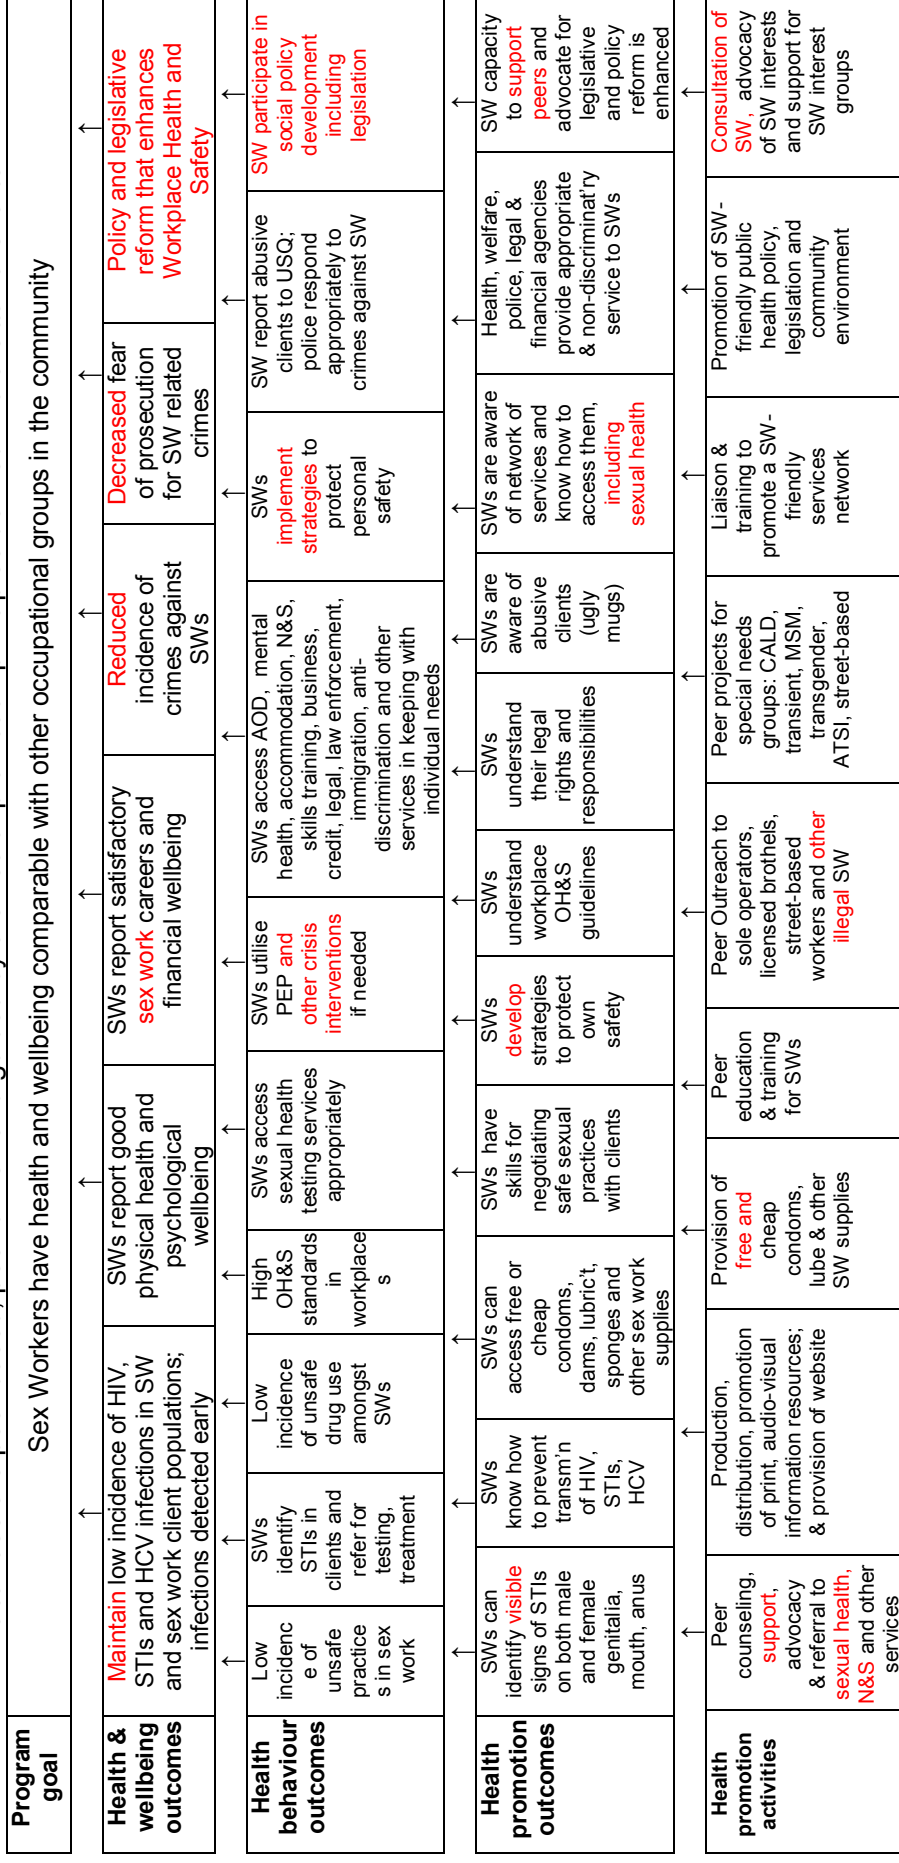 Program
goal
Sex Workers have health and wellbeing comparable with other occupational groups in the community
↑ ↑ ↑ ↑ ↑ ↑
Health &
wellbeing
outcomes
Maintain low incidence of HIV,
STIs and HCV infections in SW
and sex work client populations;
infections detected early
SWs report good
physical health and
psychological
wellbeing
SWs report satisfactory
sex work careers and
financial wellbeing
Reduced
incidence of
crimes against
SWs
Decreased fear
of prosecution
for SW related
crimes
Policy and legislative
reform that enhances
Workplace Health and
Safety
↑ ↑ ↑ ↑ ↑ ↑ ↑ ↑ ↑ ↑
Health
behaviour
outcomes
Low
incidenc
e of
unsafe
practice
s in sex
work
SWs
identify
STIs in
clients and
refer for
testing,
treatment
Low
incidence
of unsafe
drug use
amongst
SWs
High
OH&S
standards
in
workplace
s
SWs access
sexual health
testing services
appropriately
SWs utilise
PEP and
other crisis
interventions
if needed
SWs access AOD, mental
health, accommodation, N&S,
skills training, business,
credit, legal, law enforcement,
immigration, anti-
discrimination and other
services in keeping with
individual needs
SWs
implement
strategies to
protect
personal
safety
SW report abusive
clients to USQ;
police respond
appropriately to
crimes against SW
SW participate in
social policy
development
including
legislation
↑ ↑ ↑ ↑ ↑ ↑ ↑ ↑ ↑ ↑ ↑
Health
promotion
outcomes
SWs can
identify visible
signs of STIs
on both male
and female
genitalia,
mouth, anus
SWs
know how
to prevent
transm'n
of HIV,
STIs,
HCV
SWs can
access free or
cheap
condoms,
dams, lubric't,
sponges and
other sex work
supplies
SWs have
skills for
negotiating
safe sexual
practices
with clients
SWs
develop
strategies
to protect
own
safety
SWs
understand
workplace
OH&S
guidelines
SWs
understand
their legal
rights and
responsibilities
SWs are
aware of
abusive
clients
(ugly
mugs)
SWs are aware
of network of
services and
know how to
access them,
including
sexual health
Health, welfare,
police, legal &
financial agencies
provide appropriate
& non-discriminat'ry
service to SWs
SW capacity
to support
peers and
advocate for
legislative
and policy
reform is
enhanced
↑ ↑ ↑ ↑ ↑ ↑ ↑ ↑ ↑
Health
promotion
activities
Peer
counseling,
support,
advocacy
& referral to
sexual health,
N&S and other
services
Production,
distribution, promotion
of print, audio-visual
information resources;
& provision of website
Provision of
free and
cheap
condoms,
lube & other
SW supplies
Peer
education
& training
for SWs
Peer Outreach to
sole operators,
licensed brothels,
street-based
workers and other
illegal SW
Peer projects for
special needs
groups: CALD,
transient, MSM,
transgender,
ATSI, street-based
Liaison &
training to
promote a SW-
friendly
services
network
Promotion of SW-
friendly public
health policy,
legislation and
community
environment
Consultation of
SW, advocacy
of SW interests
and support for
SW interest
groups